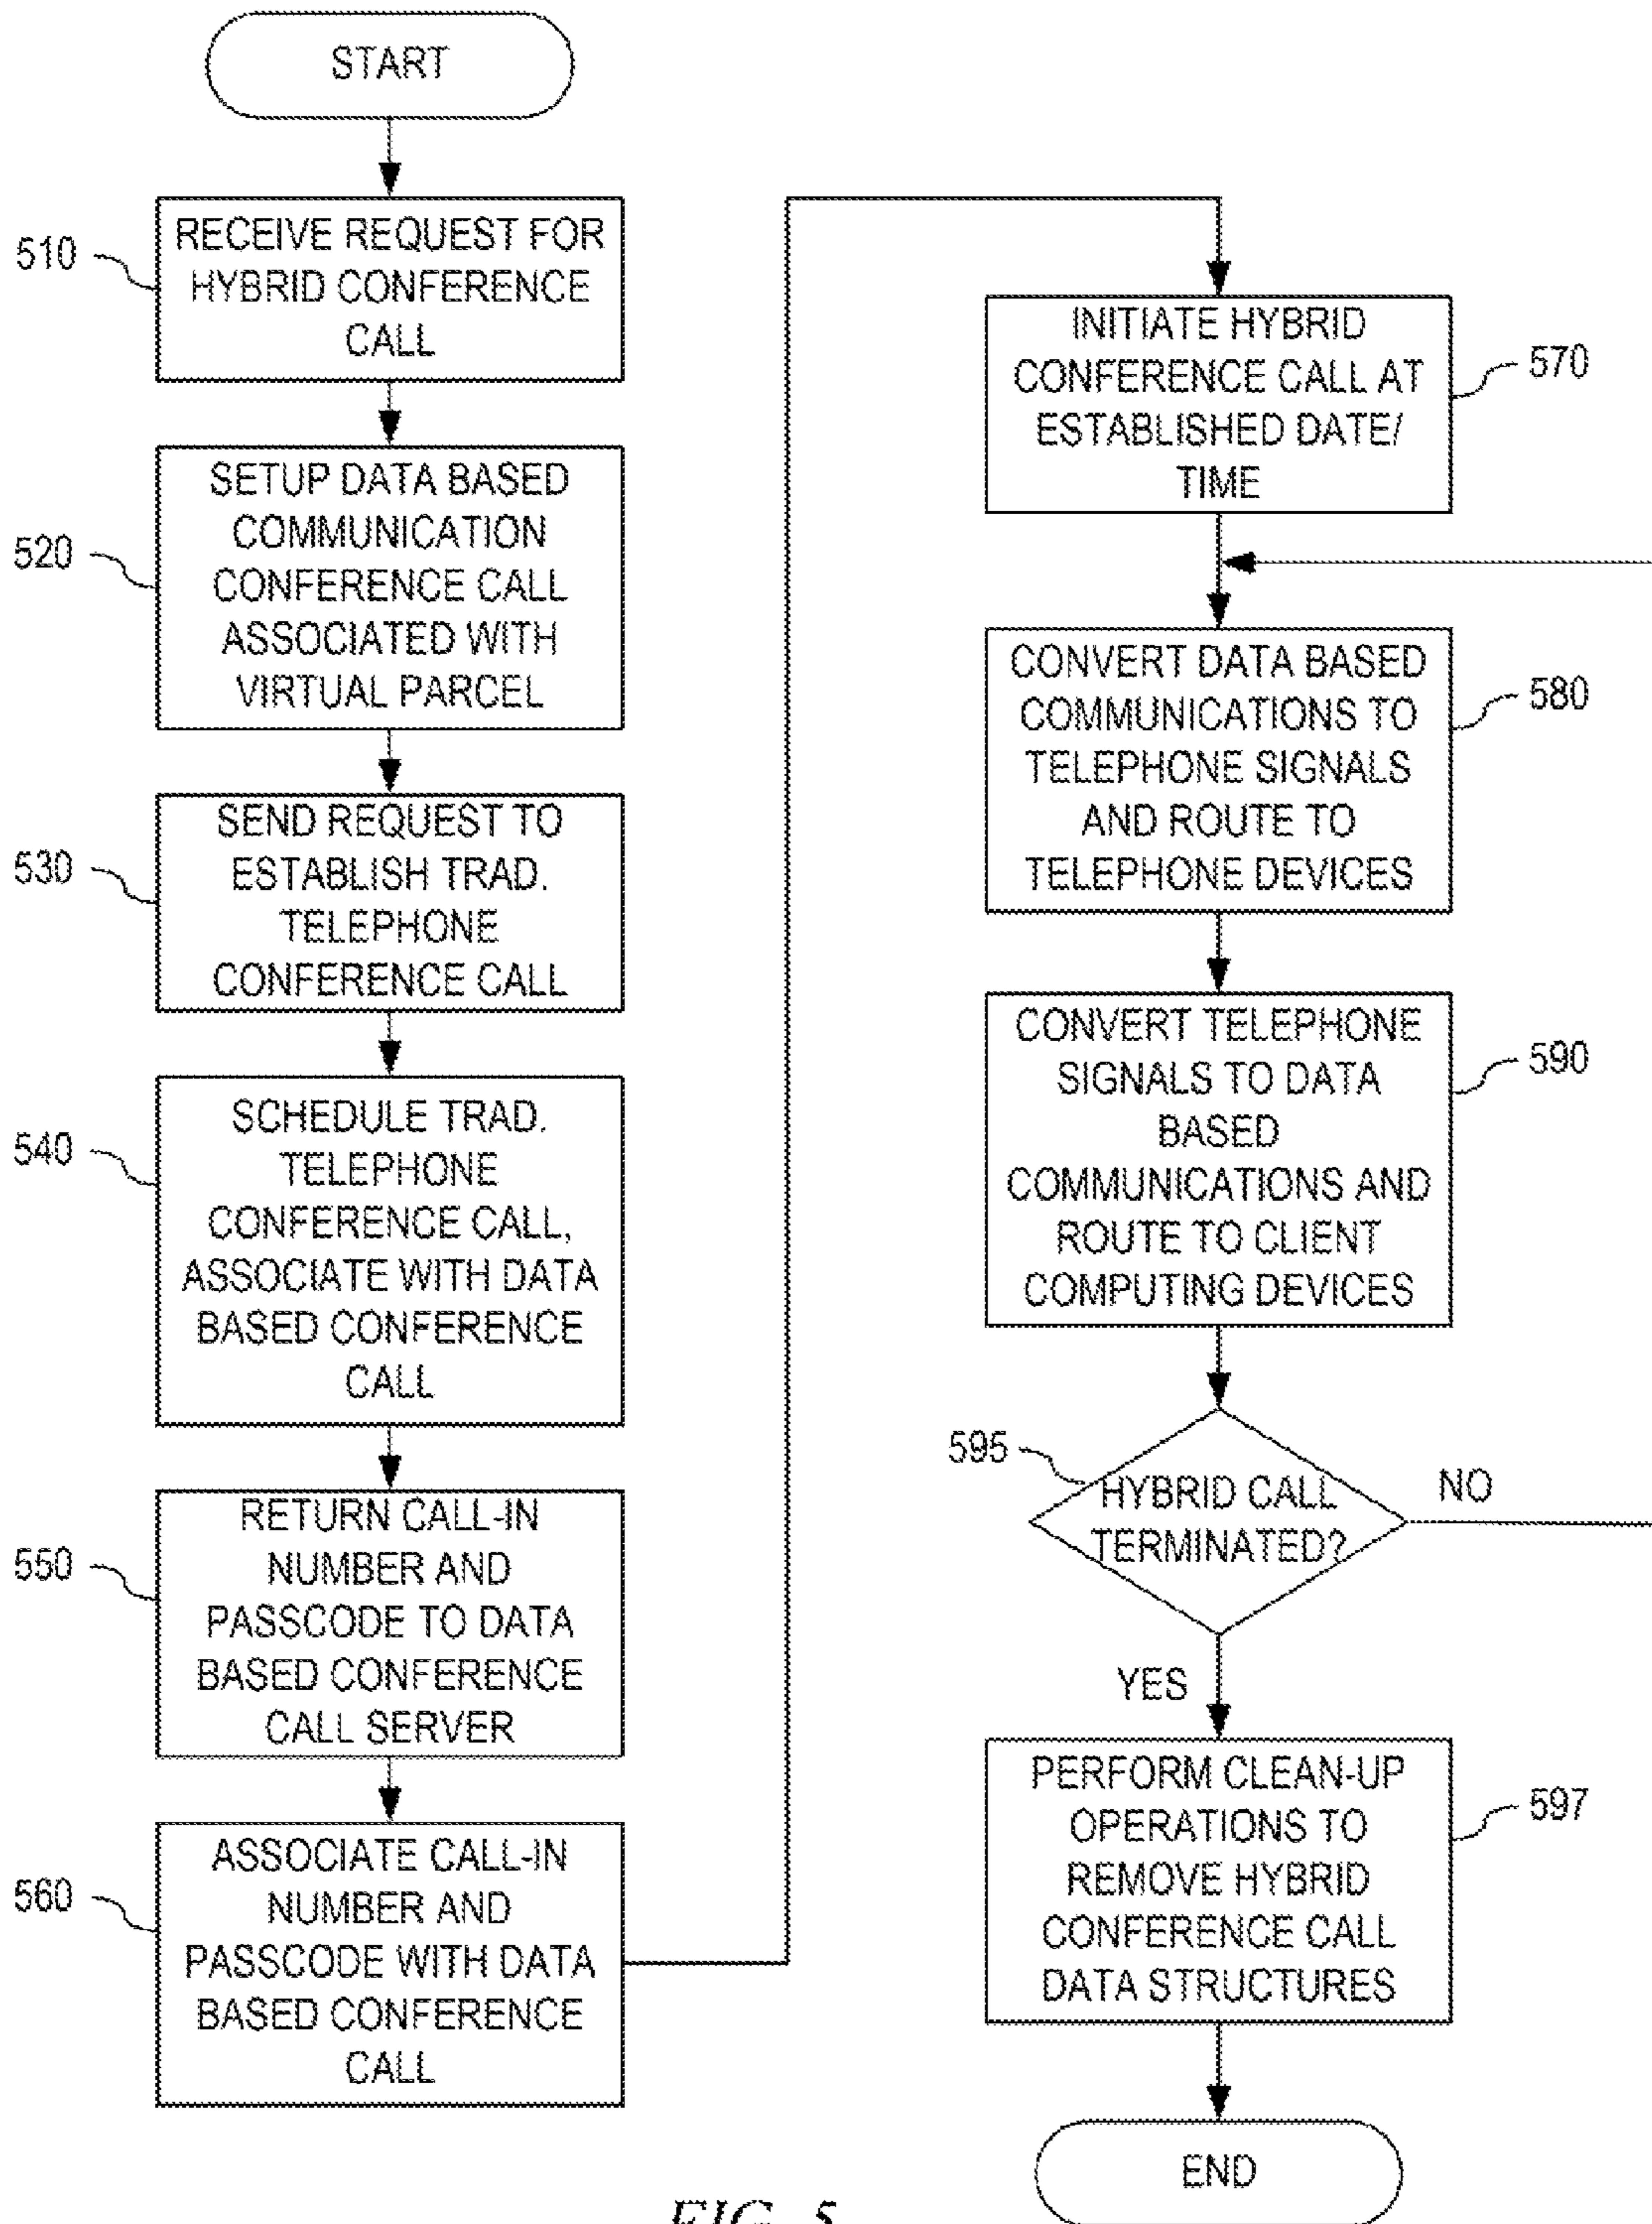 START
510
RECEIVE REQUEST FOR
HYBRID CONFERENCE
CALL
520
SETUP DATA BASED
COMMUNICATION
CONFERENCE CALL
ASSOCIATED WITH
VIRTUAL PARCEL
530
SEND REQUEST TO
ESTABLISH TRAD.
TELEPHONE
CONFERENCE CALL
540
SCHEDULE TRAD.
TELEPHONE
CONFERENCE CALL,
ASSOCIATE WITH DATA
BASED CONFERENCE
CALL
550
RETURN CALL-IN
NUMBER AND
PASSCODE TO DATA
BASED CONFERENCE
CALL SERVER
560
ASSOCIATE CALL-IN
NUMBER AND
PASSCODE WITH DATA
BASED CONFERENCE
CALL
INITIATE HYBRID
CONFERENCE CALL AT
ESTABLISHED DATE/
TIME
570
CONVERT DATA BASED
COMMUNICATIONS TO
TELEPHONE SIGNALS
AND ROUTE TO
TELEPHONE DEVICES
580
CONVERT TELEPHONE
SIGNALS TO DATA
BASED
COMMUNICATIONS AND
ROUTE TO CLIENT
COMPUTING DEVICES
590
595
HYBRID CALL
TERMINATED?
NO
YES
PERFORM CLEAN-UP
OPERATIONS TO
REMOVE HYBRID
CONFERENCE CALL
DATA STRUCTURES
597
END
FIG. 5